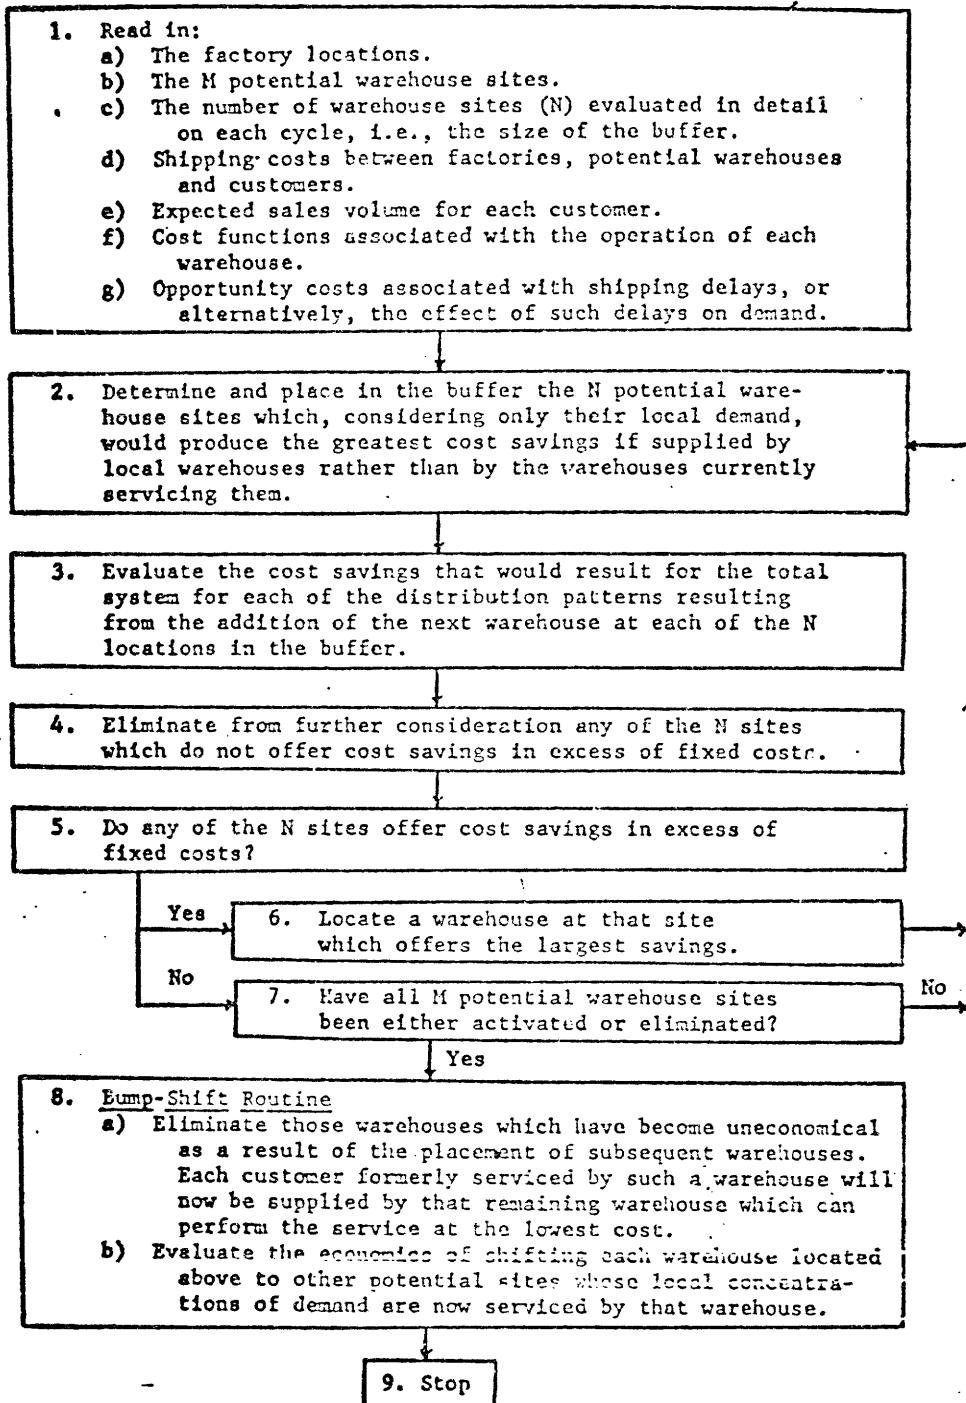 1. Read in:
a) The factory locations.
b) The M potential warehouse sites.
c) The number of warehouse sites (N) evaluated in detail
on each cycle, i.e., the size of the buffer.
d) Shipping costs between factories, potential warehouses
and customers.
e) Expected sales volume for each customer.
f) Cost functions associated with the operation of each
warehouse.
g) Opportunity costs associated with shipping delays, or
alternatively, the effect of such delays on demand.
2. Determine and place in the buffer the N potential ware-
house sites which, considering only their local demand,
would produce the greatest cost savings if supplied by
local warehouses rather than by the warehouses currently
servicing them.
3. Evaluate the cost savings that would result for the total
system for each of the distribution patterns resulting
from the addition of the next warehouse at each of the N
locations in the buffer.
4. Eliminate from further consideration any of the N sites
which do not offer cost savings in excess of fixed costs.
5. Do any of the N sites offer cost savings in excess of
fixed costs?
Yes
6. Locate a warehouse at that site
which offers the largest savings.
No
7. Have all M potential warehouse sites
been either activated or eliminated?
No
Yes
8. Bump-Shift Routine
a) Eliminate those warehouses which have become uneconomical
as a result of the placement of subsequent warehouses.
Each customer formerly serviced by such a warehouse will
now be supplied by that remaining warehouse which can
perform the service at the lowest cost.
b) Evaluate the economics of shifting each warehouse located
above to other potential sites whose local concentra-
tions of demand are now serviced by that warehouse.
9. Stop